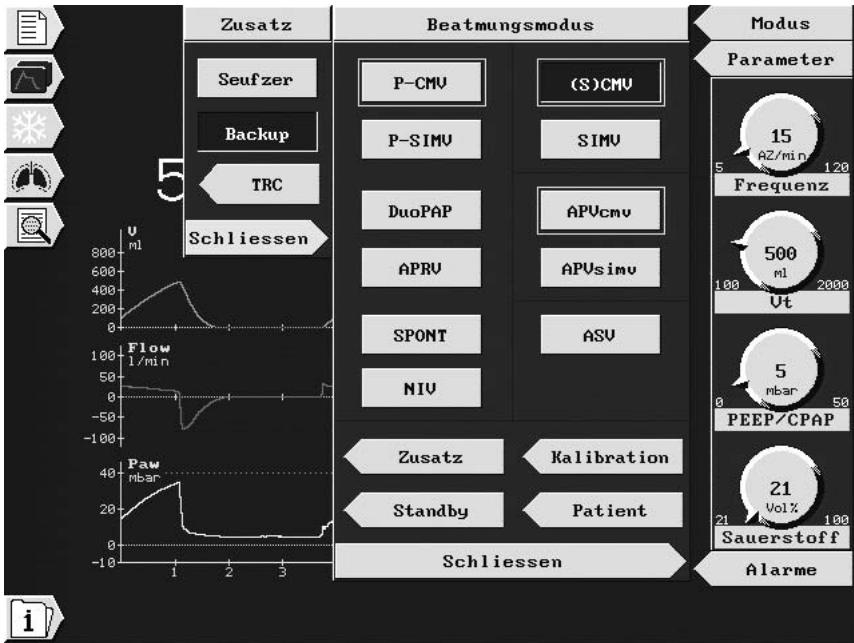 Zusatz
Seufzer
Backup
TRC
Schliessen
5
Beatmungsmodus
P-CMV
(S)CMV
P-SIMV
SIMV
DuoPAP
APVcmv
APRV
APVsimv
SPONT
ASV
NIV
Zusatz
Kalibration
Standby
Patient
Schliessen
Modus
Parameter
15
AZ/min
5
120
Frequenz
500
ml
100
2000
Vt
5
mbar
0
50
PEEP/CPAP
21
Vol%
21
100
Sauerstoff
Alarme
V
ml
800
600
400
200
0
Flow
l/min
100
50
0
-50
-100
Paw
mbar
40
20
0
-10
1
2
3
i